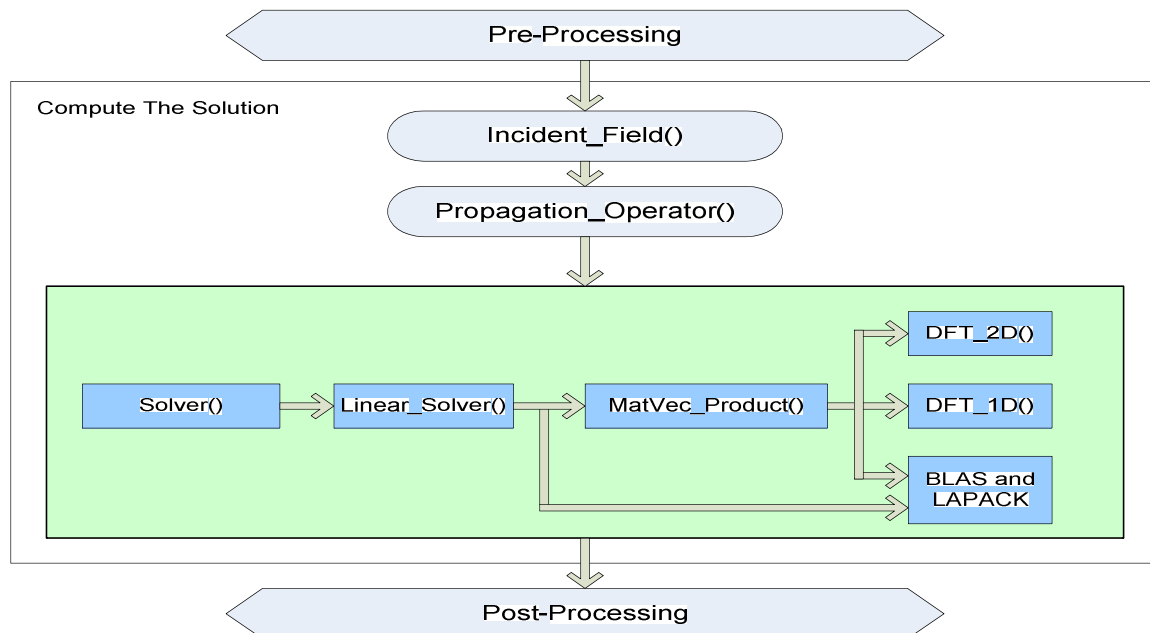 Pre-Processing
Compute The Solution
Incident_Field()
Propagation_Operator()
DFT_2D()
Solver()
Linear_Solver()
MatVec_Product()
DFT_1D()
BLAS and
LAPACK
Post-Processing